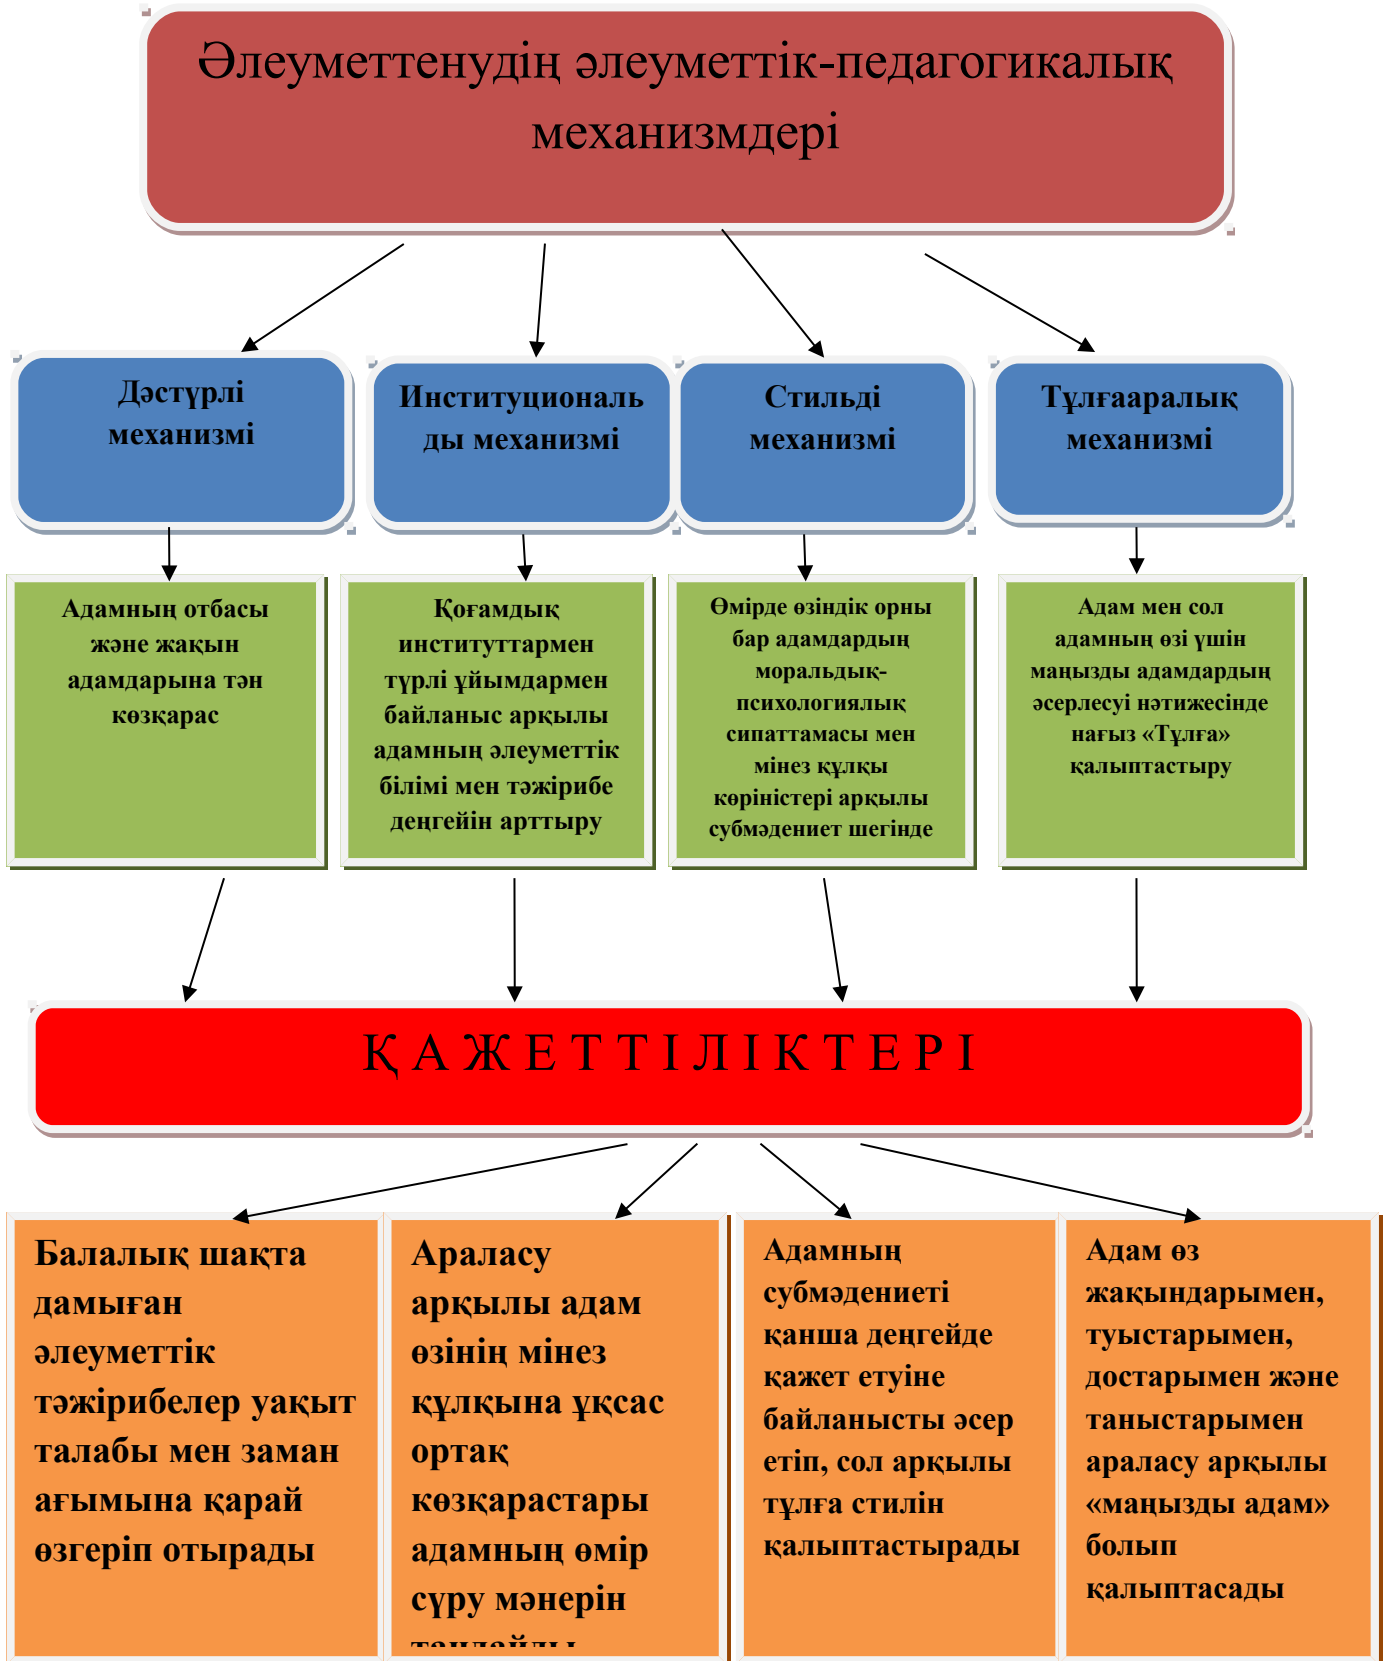 Әлеуметтенудің әлеуметтік-педагогикалық
механизмдері
Дәстүрлі
механизмі
Институциональ
ды механизмі
Стильді
механизмі
Тұлғааралық
механизмі
Адамның отбасы
және жақын
адамдарына тән
көзқарас
Қоғамдық
институттармен
түрлі ұйымдармен
байланыс арқылы
адамның әлеуметтік
білімі мен тәжірибе
деңгейін арттыру
Өмірде өзіндік орны
бар адамдардың
моральдық-
психологиялық
сипаттамасы мен
мінез құлқы
көріністері арқылы
субмәдениет шегінде
Адам мен сол
адамның өзі үшін
маңызды адамдардың
әсерлесуі нәтижесінде
нағыз «Тұлға»
қалыптастыру
Қ А Ж Е Т Т І Л І К Т Е Р І
Балалық шақта
дамыған
әлеуметтік
тәжірибелер уақыт
талабы мен заман
ағымына қарай
өзгеріп отырады
Араласу
арқылы адам
өзінің мінез
құлқына ұқсас
ортақ
көзқарастары
адамның өмір
сүру мәнерін
Адамның
субмәдениеті
қанша деңгейде
қажет етуіне
байланысты әсер
етіп, сол арқылы
тұлға стилін
қалыптастырады
Адам өз
жақындарымен,
туыстарымен,
достарымен және
таныстарымен
араласу арқылы
«маңызды адам»
болып
қалыптасады